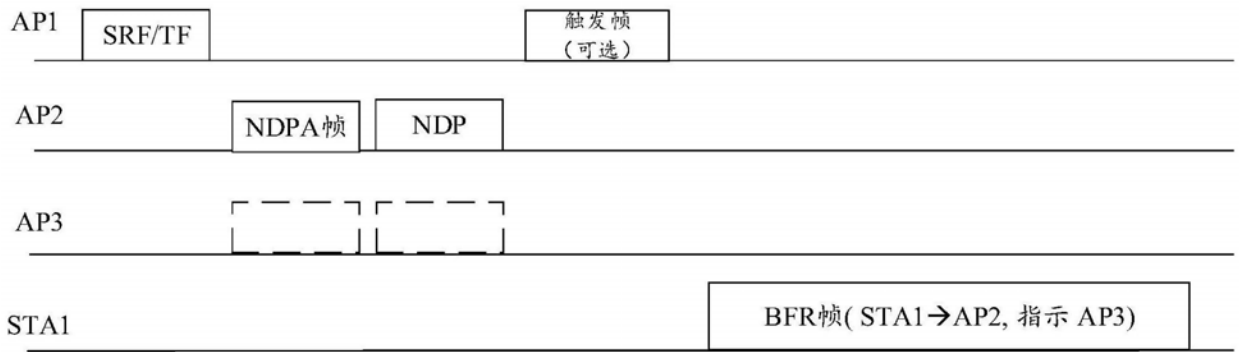 AP1
SRF/TF
触发帧
(可选)
AP2
NDPA帧
NDP
AP3
STA1
BFR帧( STA1→AP2, 指示 AP3)